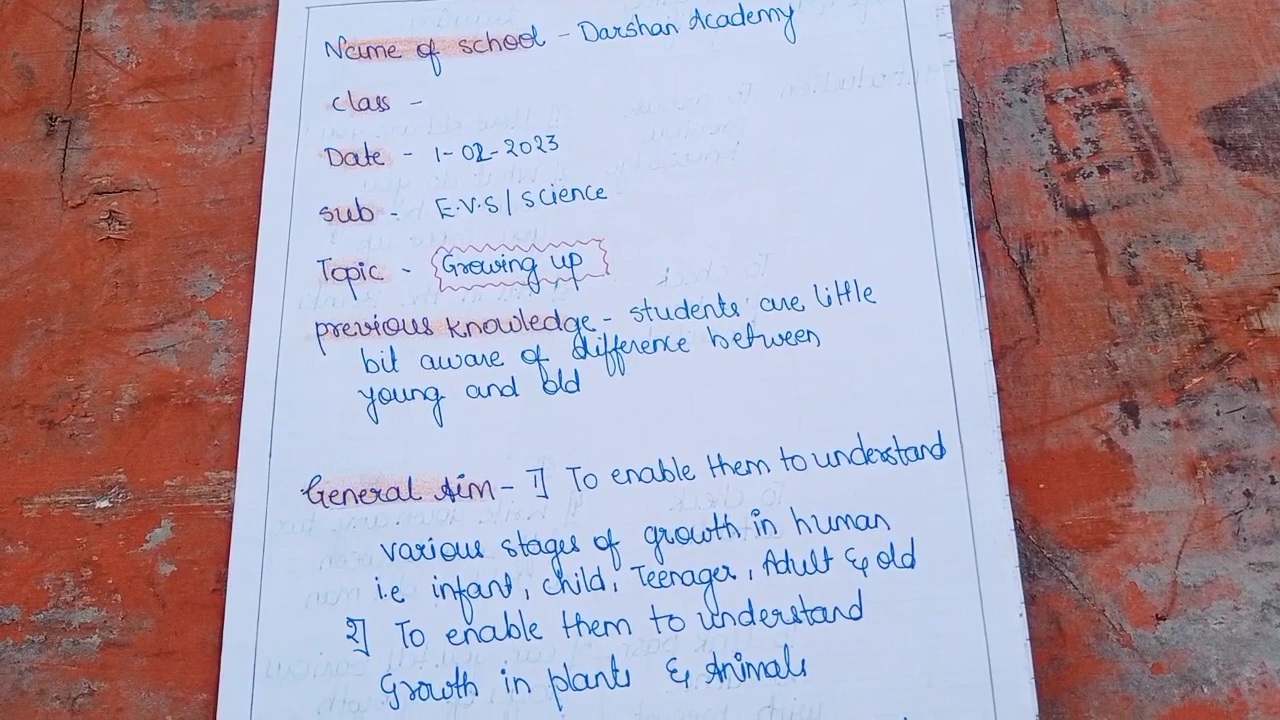 Name of school - Darshan Academy
class -
Date - 1-02-2023
sub - E.V.S/science
Topic - Growing up
previous knowledge - students are little
bit aware of difference between
young and old
General Aim - 1] To enable them to understand
various stages of growth in human
i.e infant, child, Teenager, Adult & old
2] To enable them to understand
Growth in plants & Animals